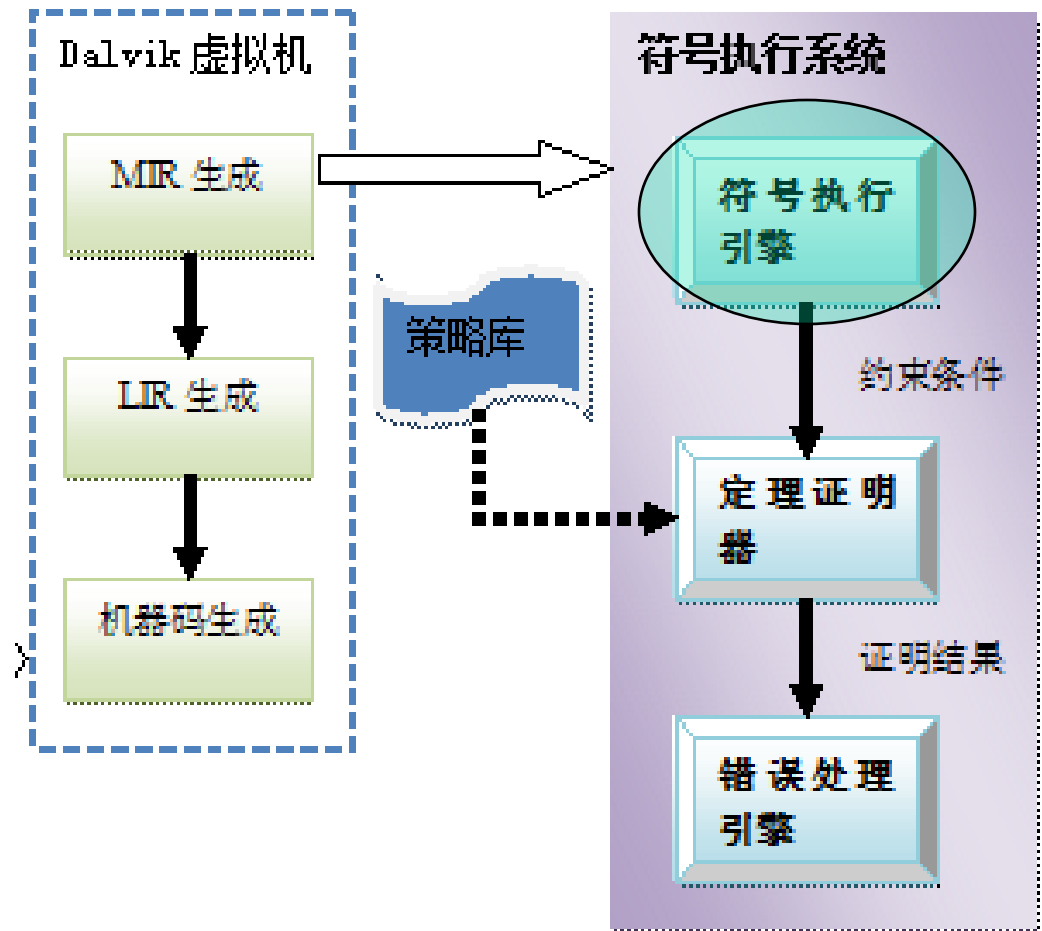 Dalvik 虚拟机
MIR 生成
LIR 生成
机器码生成
策略库
符号执行系统
符号执行
引擎
约束条件
定理证明
器
证明结果
错误处理
引擎